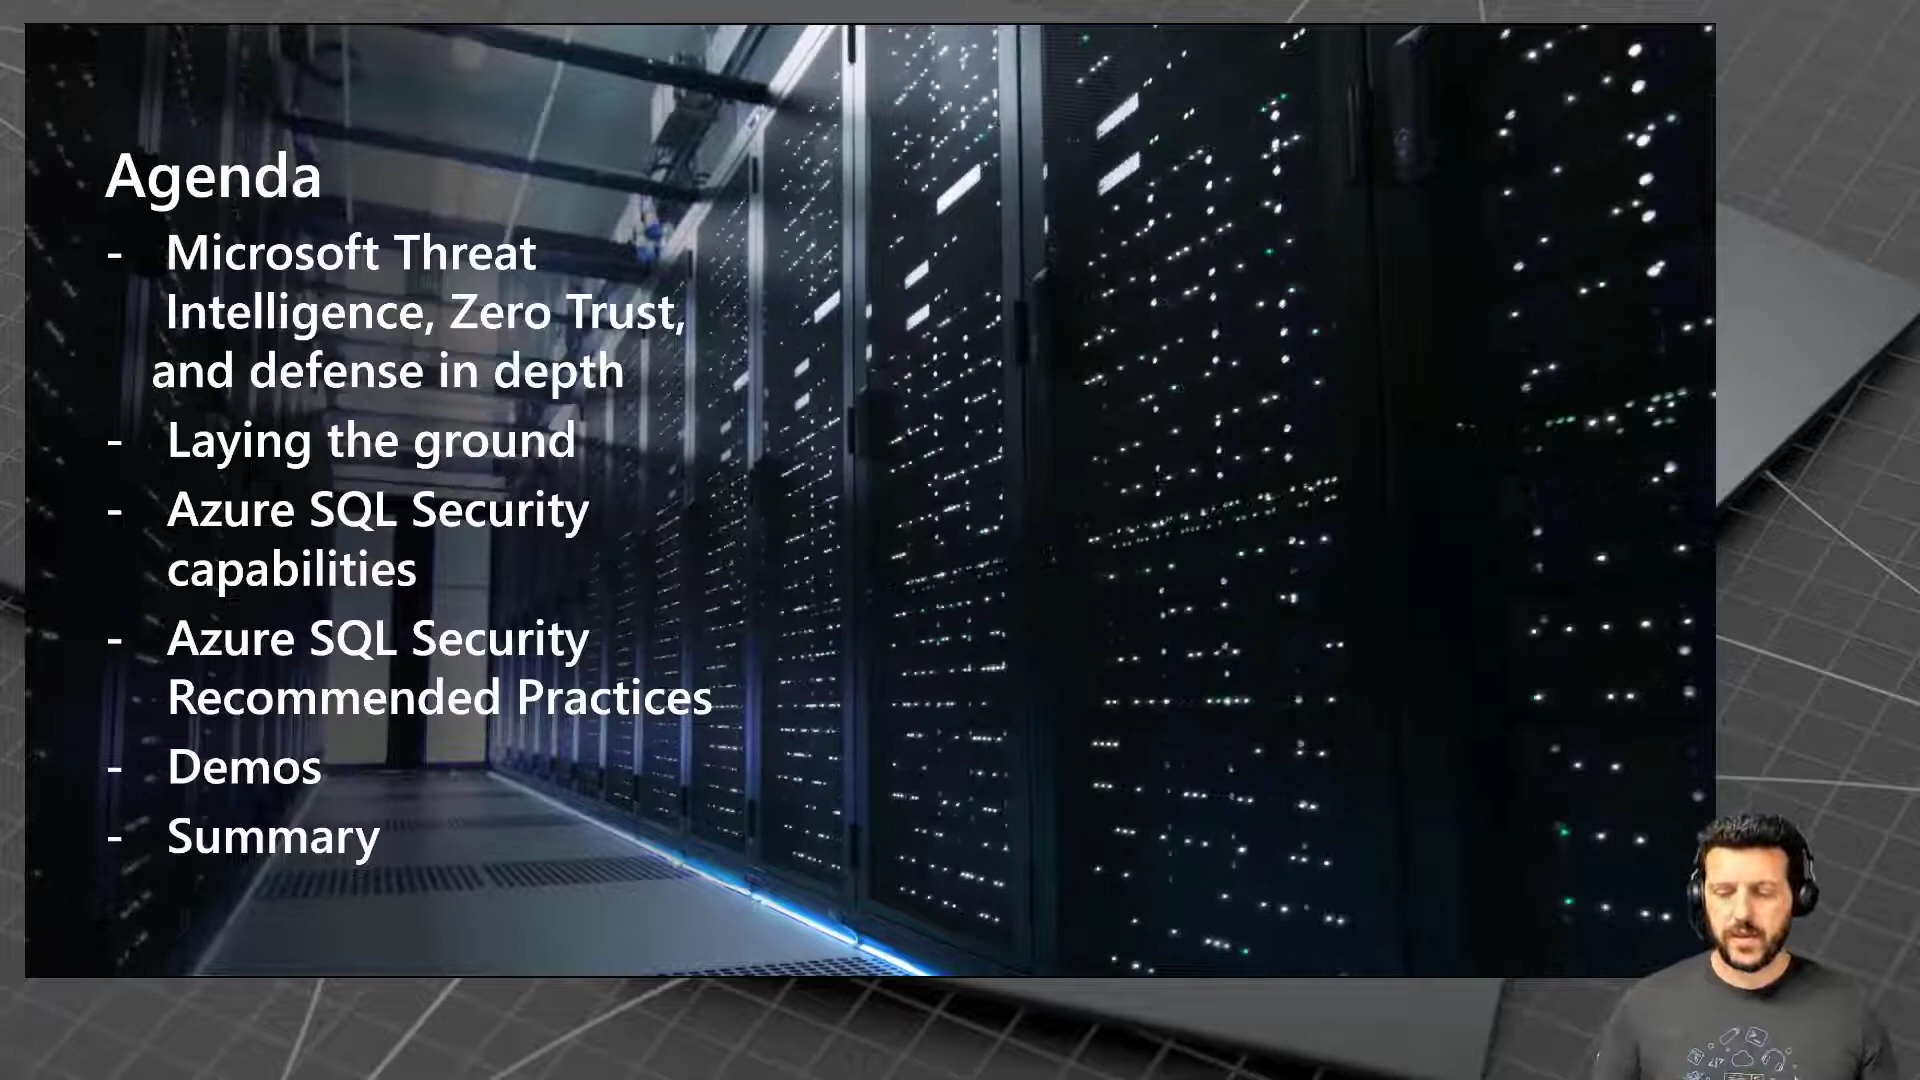 Agenda
- Microsoft Threat
Intelligence, Zero Trust,
and defense in depth
- Laying the ground
- Azure SQL Security
capabilities
- Azure SQL Security
Recommended Practices
- Demos
- Summary